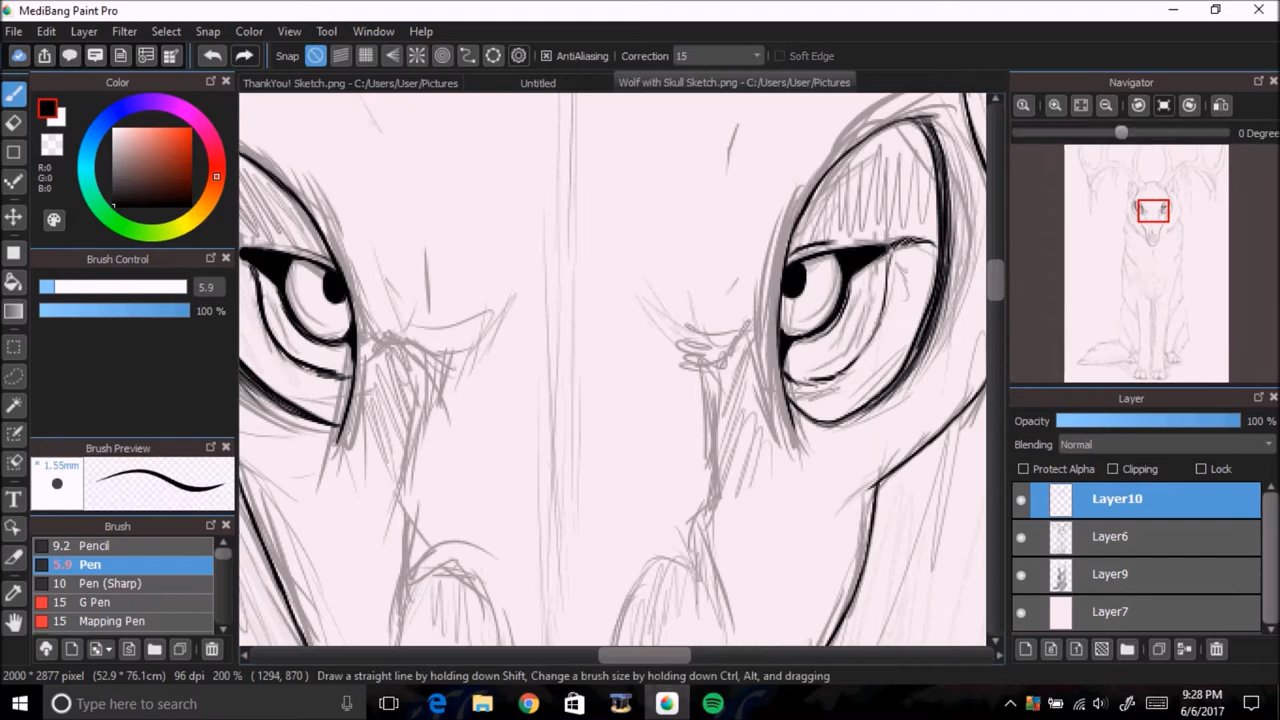 MediBang Paint Pro
File Edit Layer Filter Select Snap Color View Tool Window Help
Snap AntiAliasing Correction 15 Soft Edge
Color
ThankYou! Sketch.png - C:/Users/User/Pictures Untitled Wolf with Skull Sketch.png - C:/Users/User/Pictures
Navigator
0 Degree
R:0
G:0
B:0
Brush Control
5.9
100 %
Layer
Opacity 100 %
Blending Normal
Protect Alpha Clipping Lock
Brush Preview
* 1.55mm
Layer10
Brush
Layer6
9.2 Pencil
5.9 Pen
Layer9
10 Pen (Sharp)
15 G Pen
Layer7
15 Mapping Pen
2000 * 2877 pixel (52.9 * 76.1cm) 96 dpi 200 % (1294, 870) Draw a straight line by holding down Shift, Change a brush size by holding down Ctrl, Alt, and dragging
Type here to search
9:28 PM
6/6/2017